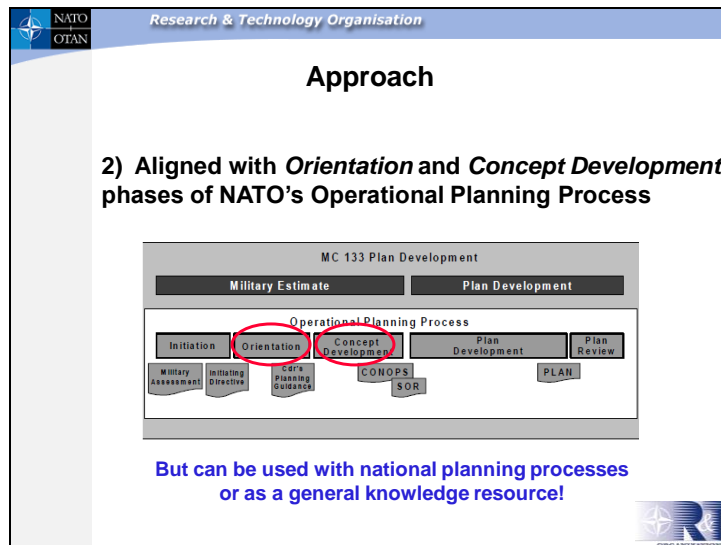 NATO
OTAN
Research & Technology Organisation
Approach
2) Aligned with Orientation and Concept Development
phases of NATO's Operational Planning Process
MC 133 Plan Development
Military Estimate
Plan Development
Operational Planning Process
Initiation
Orientation
Concept
Development
Plan
Development
Plan
Review
Military
Assessment
Initiating
Directive
Cdr's
Planning
Guidance
CONOPS
SOR
PLAN
But can be used with national planning processes
or as a general knowledge resource!
R&